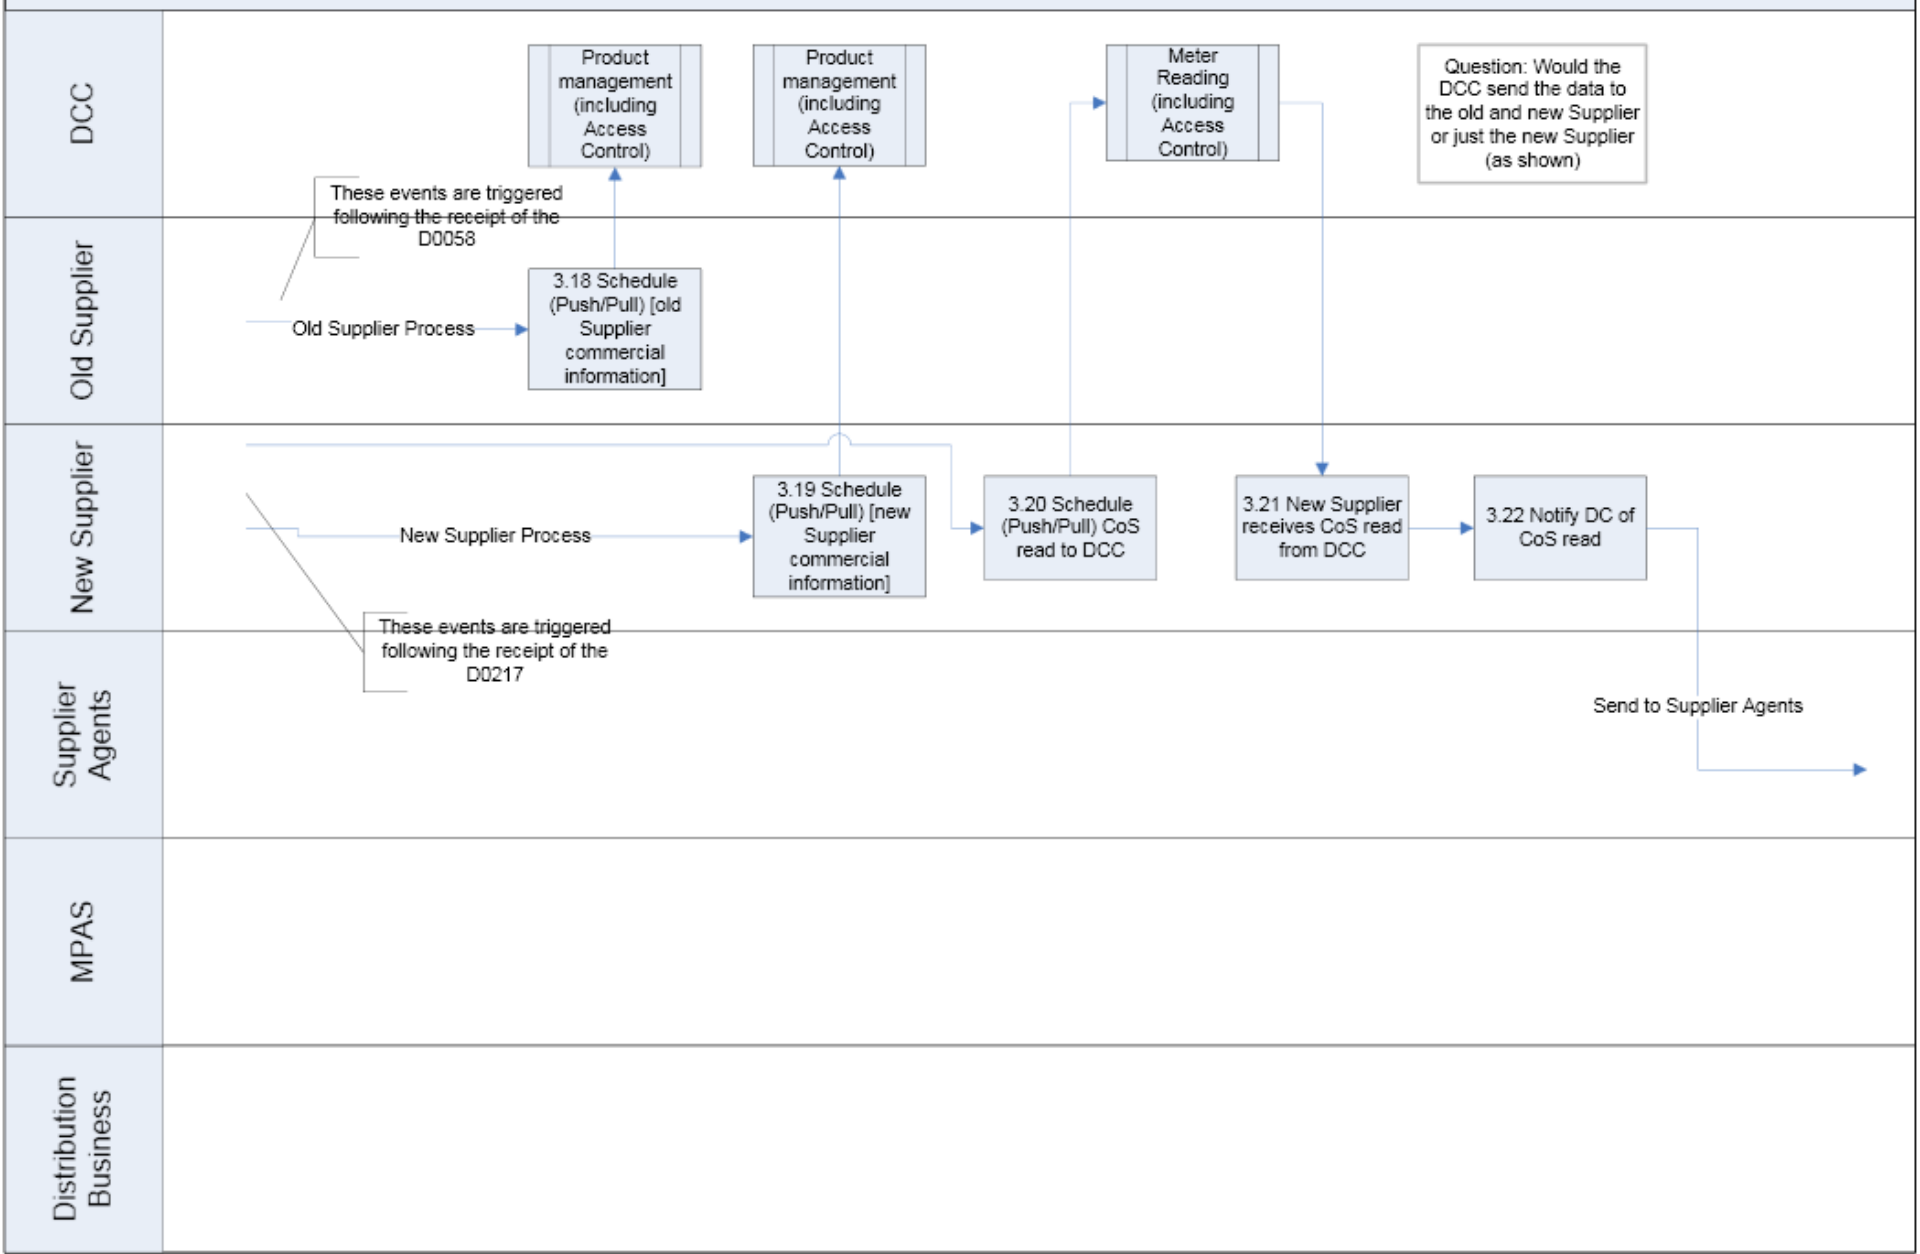 DCC
Product
management
(including
Access
Control)
Product
management
(including
Access
Control)
Meter
Reading
(including
Access
Control)
Question: Would the
DCC send the data to
the old and new Supplier
or just the new Supplier
(as shown)
These events are triggered
following the receipt of the
D0058
Old Supplier
Old Supplier Process
3.18 Schedule
(Push/Pull) [old
Supplier
commercial
information]
New Supplier
New Supplier Process
3.19 Schedule
(Push/Pull) [new
Supplier
commercial
information]
3.20 Schedule
(Push/Pull) CoS
read to DCC
3.21 New Supplier
receives CoS read
from DCC
3.22 Notify DC of
CoS read
These events are triggered
following the receipt of the
D0217
Supplier
Agents
Send to Supplier Agents
MPAS
Distribution
Business